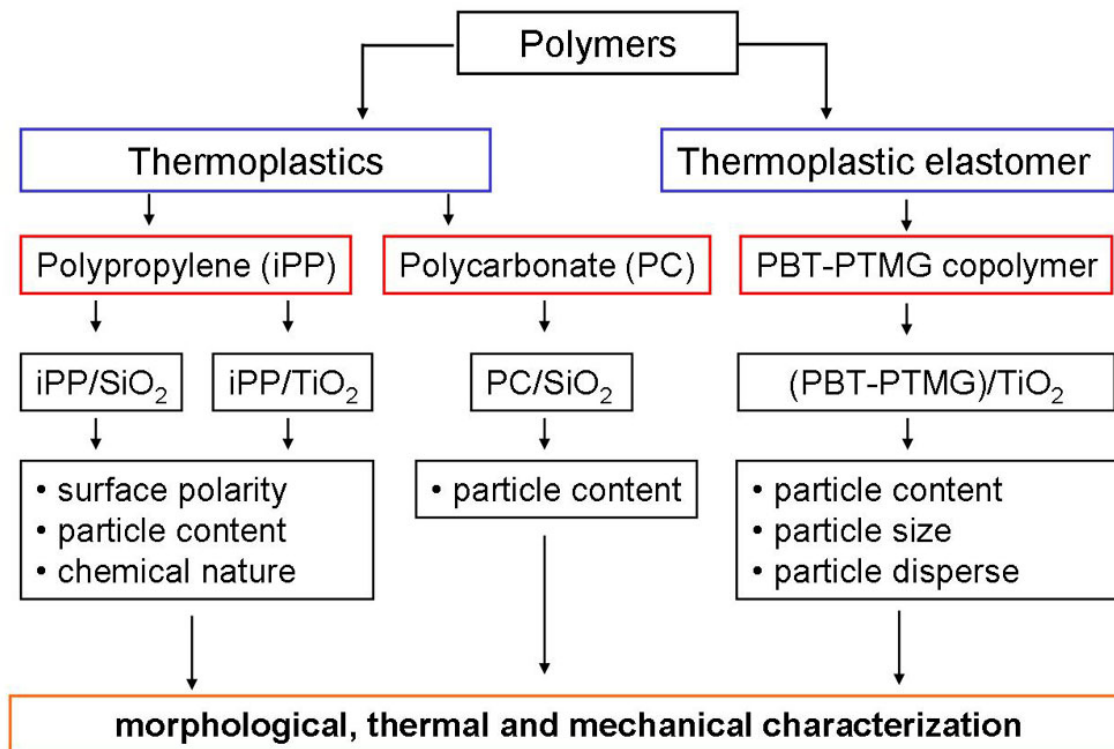 Polymers
Thermoplastics
Thermoplastic elastomer
Polypropylene (iPP)
Polycarbonate (PC)
PBT-PTMG copolymer
iPP/SiO₂
iPP/TiO₂
PC/SiO₂
(PBT-PTMG)/TiO₂
• surface polarity
• particle content
• chemical nature
• particle content
• particle content
• particle size
• particle disperse
morphological, thermal and mechanical characterization